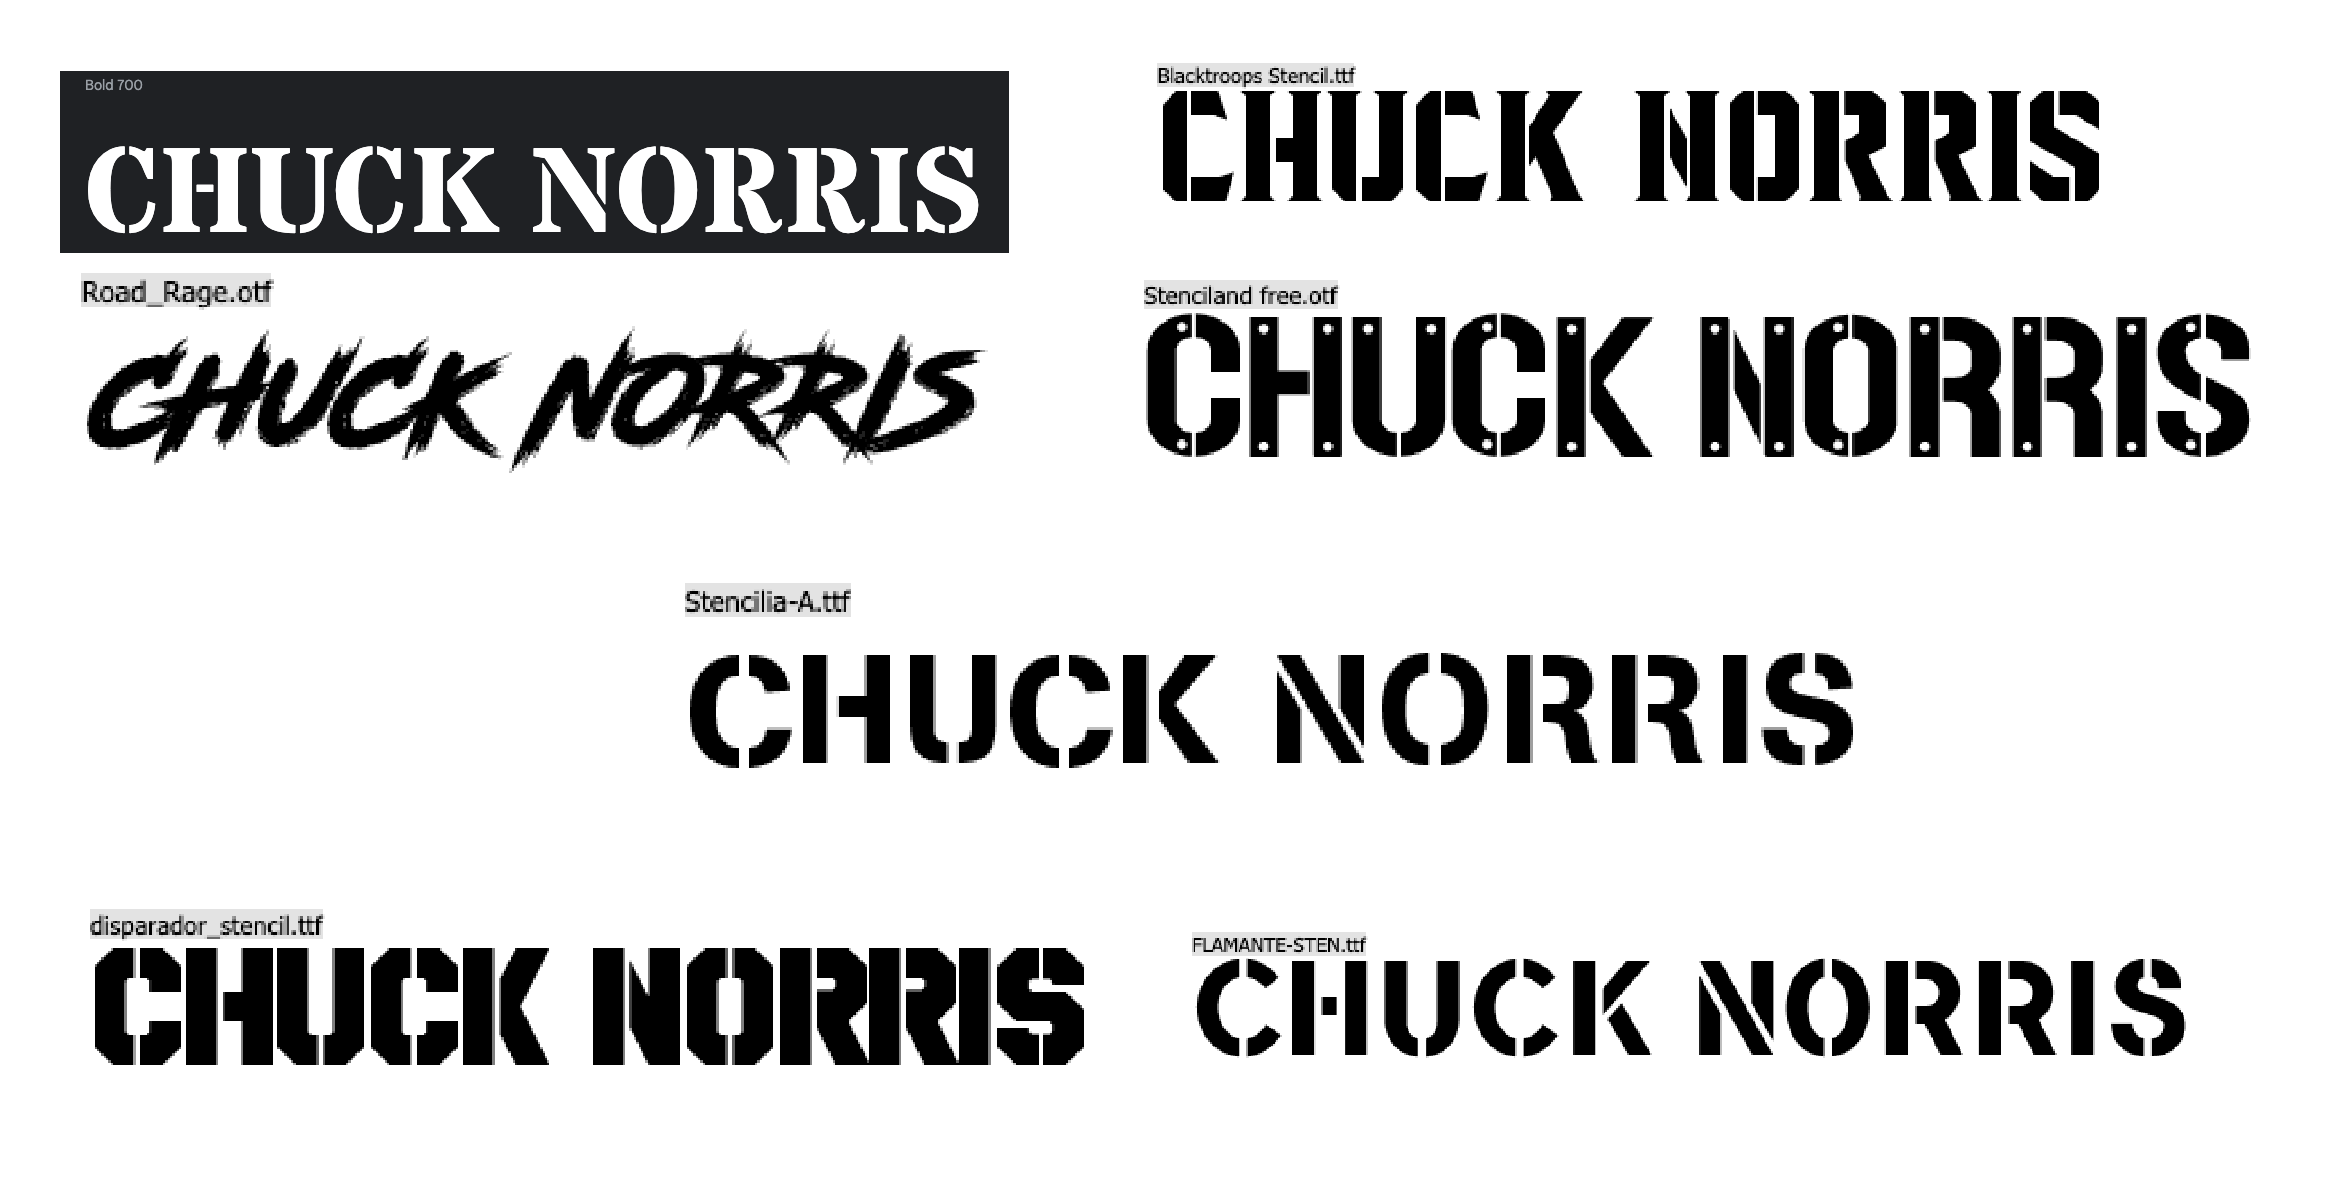 Bold 700
CHUCK NORRIS
Blacktroops Stencil.ttf
CHUCK NORRIS
Road_Rage.otf
CHUCK NORRIS
Stenciland free.otf
CHUCK NORRIS
Stencilia-A.ttf
CHUCK NORRIS
disparador_stencil.ttf
CHUCK NORRIS
FLAMANTE-STEN.ttf
CHUCK NORRIS